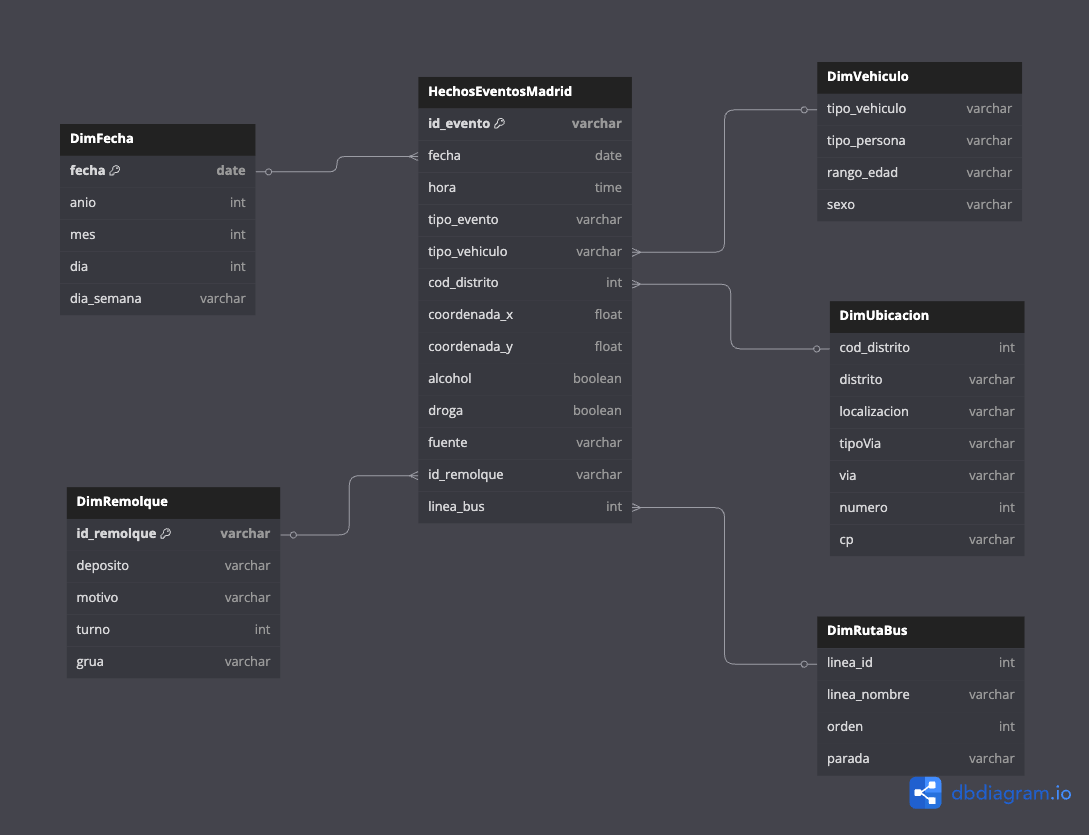 DimFecha
fecha date
anio int
mes int
dia int
dia_semana varchar
HechosEventosMadrid
id_evento varchar
fecha date
hora time
tipo_evento varchar
tipo_vehiculo varchar
cod_distrito int
coordenada_x float
coordenada_y float
alcohol boolean
droga boolean
fuente varchar
id_remolque varchar
linea_bus int
DimVehiculo
tipo_vehiculo varchar
tipo_persona varchar
rango_edad varchar
sexo varchar
DimUbicacion
cod_distrito int
distrito varchar
localizacion varchar
tipoVia varchar
via varchar
numero int
cp varchar
DimRemolque
id_remolque varchar
deposito varchar
motivo varchar
turno int
grua varchar
DimRutaBus
linea_id int
linea_nombre varchar
orden int
parada varchar
dbdiagram.io